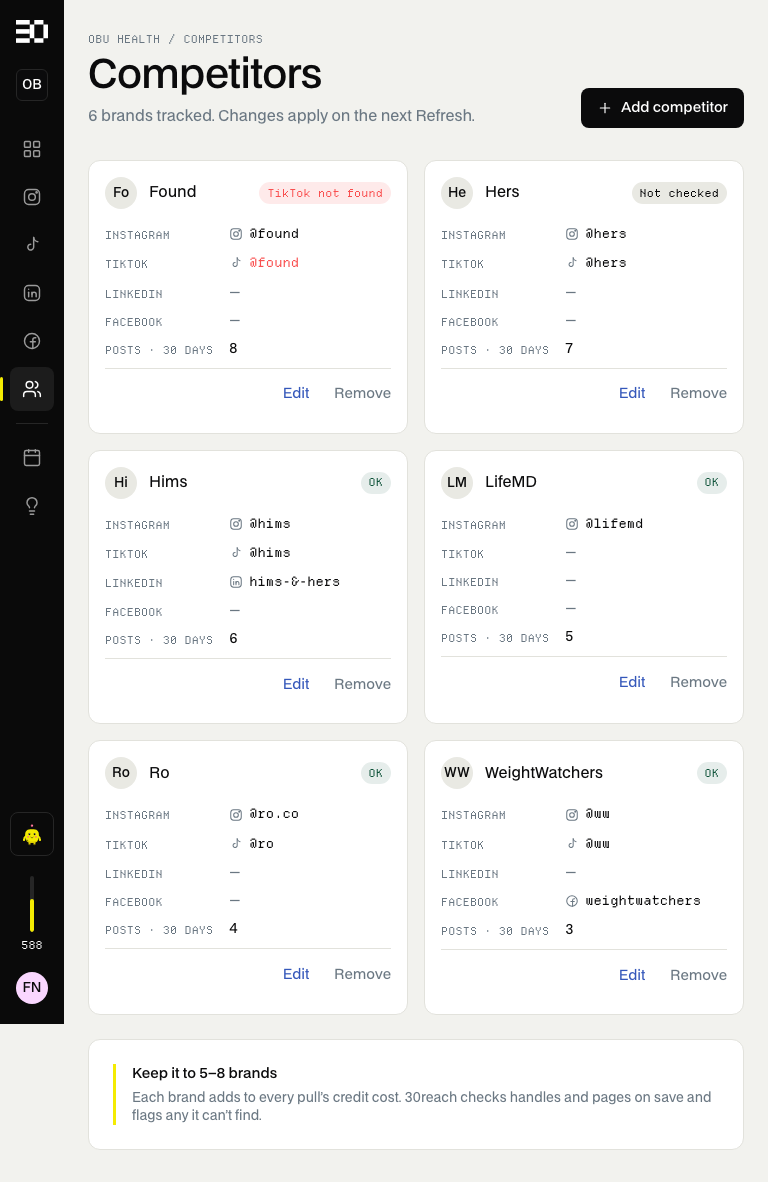 30
OB
588
FN
OBU HEALTH / COMPETITORS
Competitors
6 brands tracked. Changes apply on the next Refresh.
+ Add competitor
Fo Found TikTok not found
INSTAGRAM @found
TIKTOK @found
LINKEDIN —
FACEBOOK —
POSTS · 30 DAYS 8
Edit Remove
He Hers Not checked
INSTAGRAM @hers
TIKTOK @hers
LINKEDIN —
FACEBOOK —
POSTS · 30 DAYS 7
Edit Remove
Hi Hims OK
INSTAGRAM @hims
TIKTOK @hims
LINKEDIN hims-&-hers
FACEBOOK —
POSTS · 30 DAYS 6
Edit Remove
LM LifeMD OK
INSTAGRAM @lifemd
TIKTOK —
LINKEDIN —
FACEBOOK —
POSTS · 30 DAYS 5
Edit Remove
Ro Ro OK
INSTAGRAM @ro.co
TIKTOK @ro
LINKEDIN —
FACEBOOK —
POSTS · 30 DAYS 4
Edit Remove
WW WeightWatchers OK
INSTAGRAM @ww
TIKTOK @ww
LINKEDIN —
FACEBOOK weightwatchers
POSTS · 30 DAYS 3
Edit Remove
Keep it to 5–8 brands
Each brand adds to every pull's credit cost. 30reach checks handles and pages on save and
flags any it can't find.